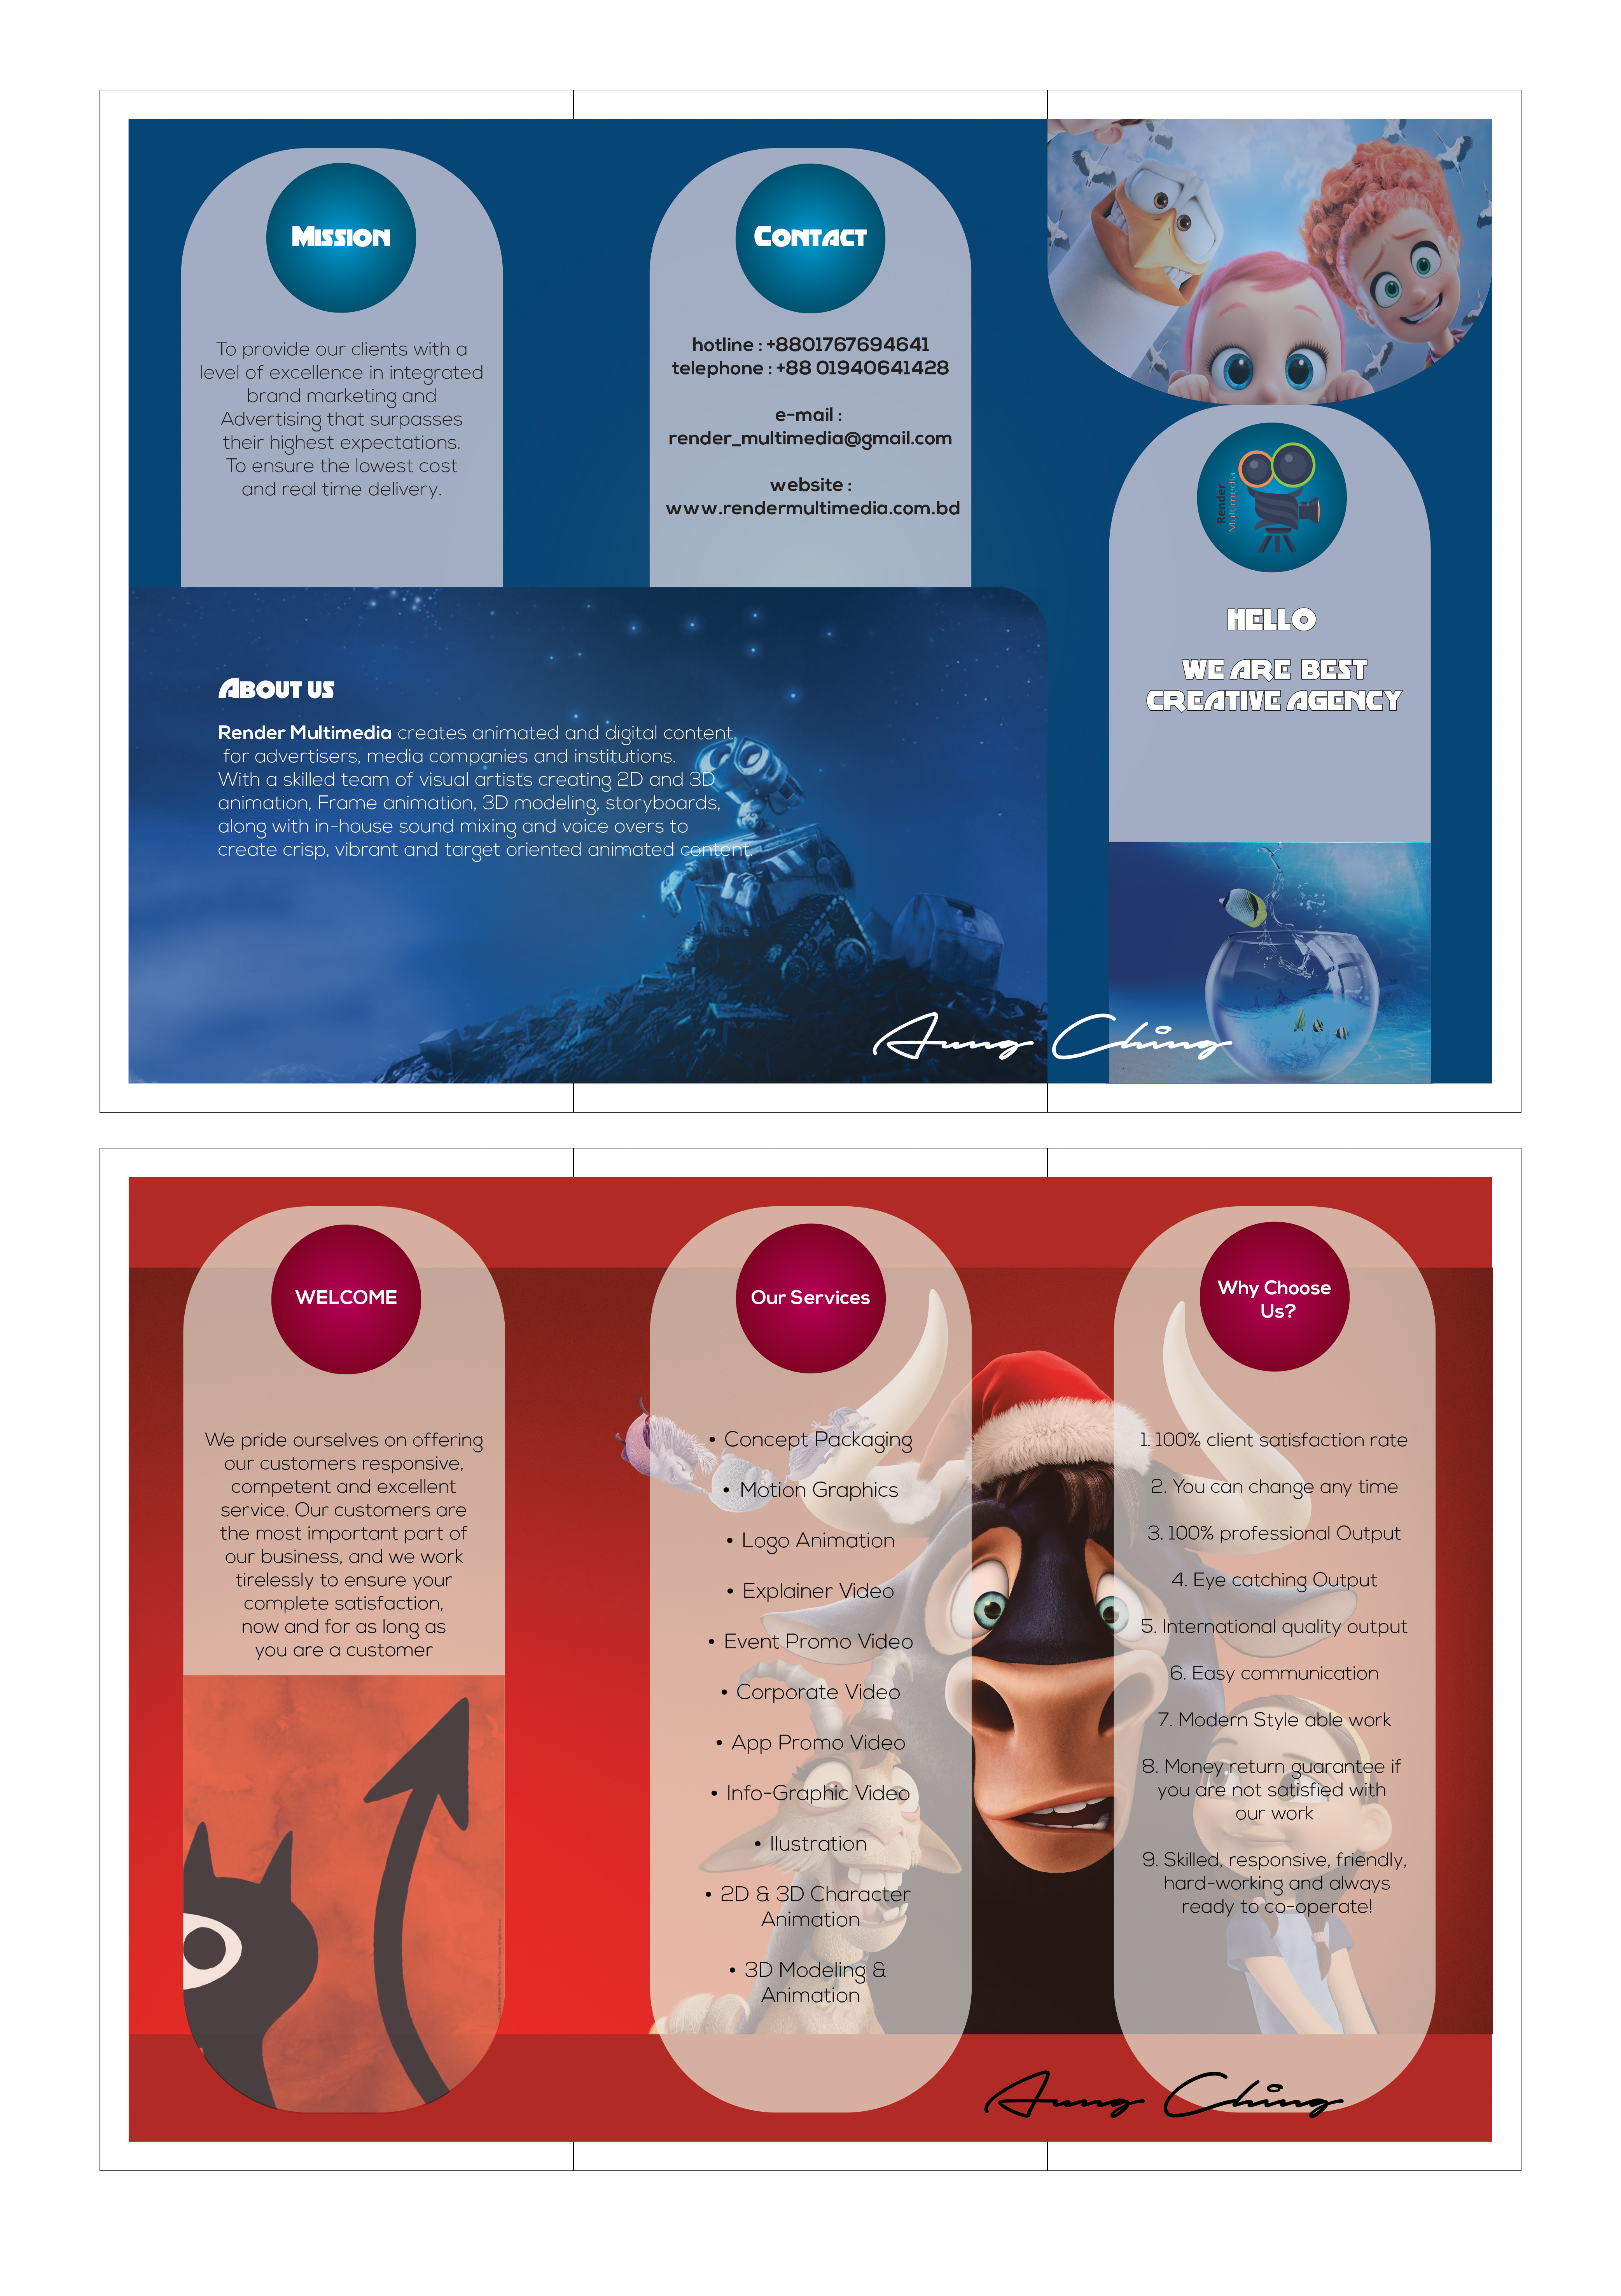 Mission
To provide our clients with a
level of excellence in integrated
brand marketing and
Advertising that surpasses
their highest expectations.
To ensure the lowest cost
and real time delivery.
Contact
hotline : +8801767694641
telephone : +88 01940641428
e-mail :
render_multimedia@gmail.com
website :
www.rendermultimedia.com.bd
About us
Render Multimedia creates animated and digital content
for advertisers, media companies and institutions.
With a skilled team of visual artists creating 2D and 3D
animation, Frame animation, 3D modeling, storyboards,
along with in-house sound mixing and voice overs to
create crisp, vibrant and target oriented animated content.
Render
Multimedia
HELLO
WE ARE BEST
CREATIVE AGENCY
Aung Ching
WELCOME
We pride ourselves on offering
our customers responsive,
competent and excellent
service. Our customers are
the most important part of
our business, and we work
tirelessly to ensure your
complete satisfaction,
now and for as long as
you are a customer
Our Services
• Concept Packaging
• Motion Graphics
• Logo Animation
• Explainer Video
• Event Promo Video
• Corporate Video
• App Promo Video
• Info-Graphic Video
• Ilustration
• 2D & 3D Character
Animation
• 3D Modeling &
Animation
Why Choose
Us?
1. 100% client satisfaction rate
2. You can change any time
3. 100% professional Output
4. Eye catching Output
5. International quality output
6. Easy communication
7. Modern Style able work
8. Money return guarantee if
you are not satisfied with
our work
9. Skilled, responsive, friendly,
hard-working and always
ready to co-operate!
Aung Ching